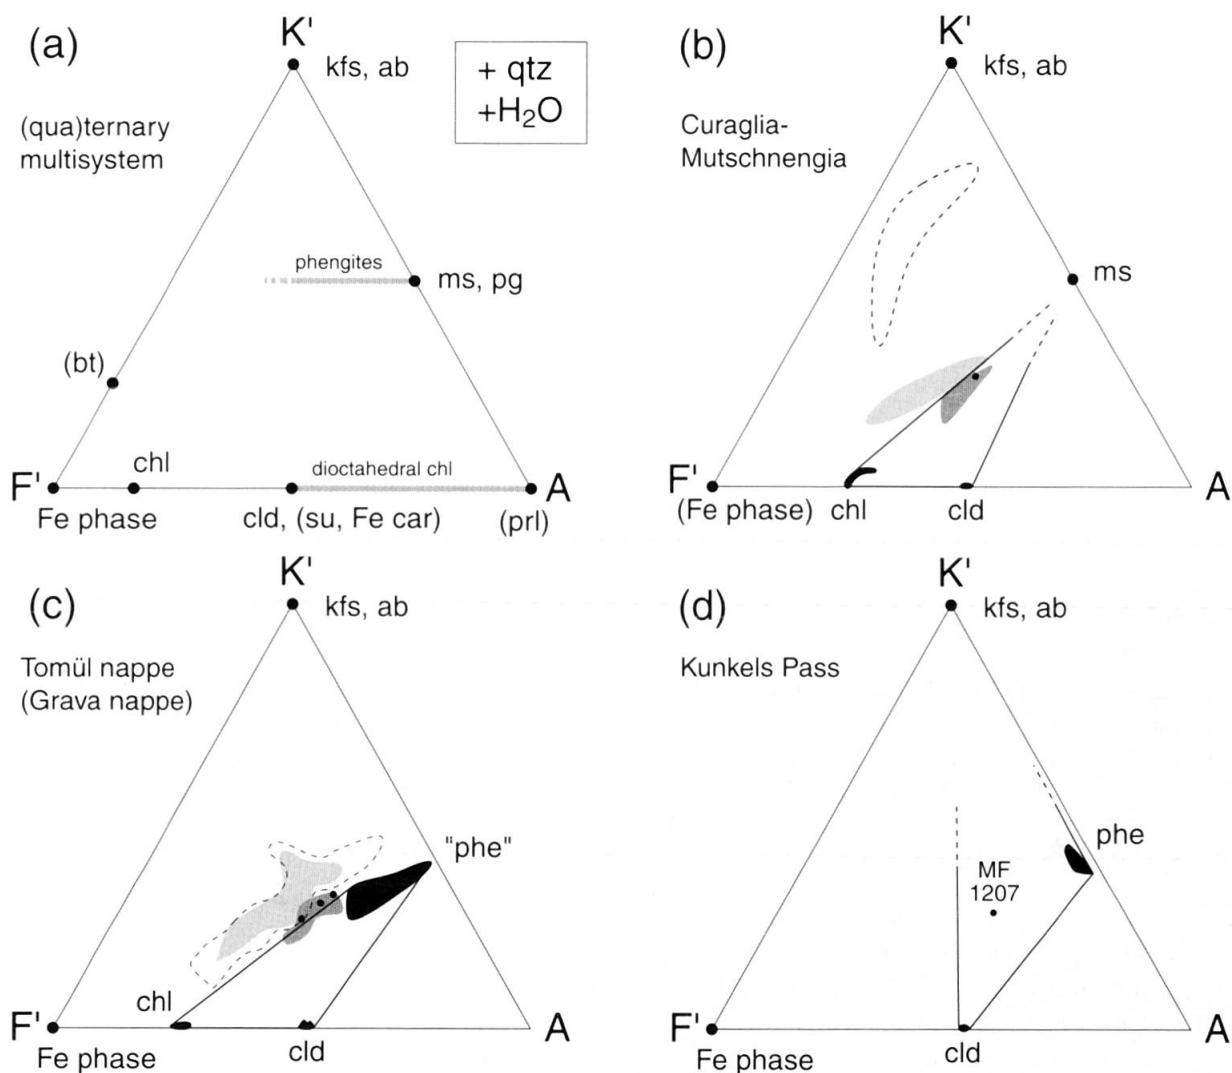 (a)
K'
kfs, ab
+ qtz
+H₂O
(qua)ternary
multisystem
phengites
ms, pg
(bt)
chl
dioctahedral chl
F'
A
Fe phase
cld, (su, Fe car)
(prl)
(b)
K'
kfs, ab
Curaglia-
Mutschnengia
ms
F'
A
(Fe phase)
chl
cld
(c)
K'
kfs, ab
Tomül nappe
(Grava nappe)
"phe"
chl
F'
A
Fe phase
cld
(d)
K'
kfs, ab
Kunkels Pass
phe
MF
1207
F'
A
Fe phase
cld